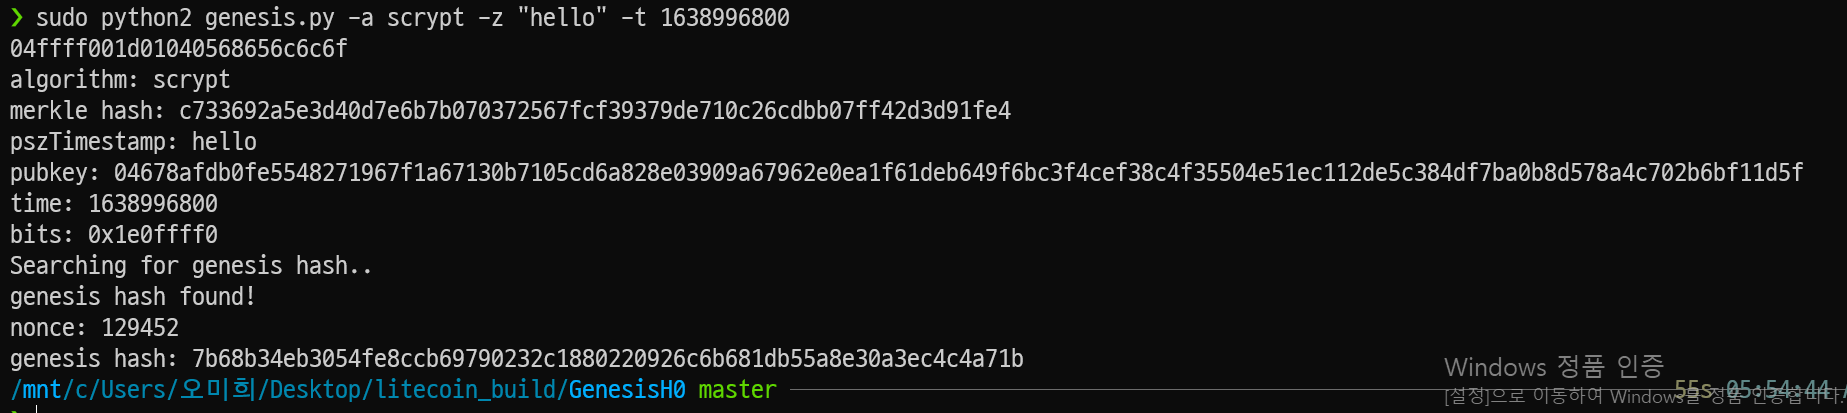 ❯ sudo python2 genesis.py -a scrypt -z "hello" -t 1638996800
04ffff001d01040568656c6c6f
algorithm: scrypt
merkle hash: c733692a5e3d40d7e6b7b070372567fcf39379de710c26cdbb07ff42d3d91fe4
pszTimestamp: hello
pubkey: 04678afdb0fe5548271967f1a67130b7105cd6a828e03909a67962e0ea1f61deb649f6bc3f4cef38c4f35504e51ec112de5c384df7ba0b8d578a4c702b6bf11d5f
time: 1638996800
bits: 0x1e0ffff0
Searching for genesis hash..
genesis hash found!
nonce: 129452
genesis hash: 7b68b34eb3054fe8ccb69790232c1880220926c6b681db55a8e30a3ec4c4a71b
Windows 정품 인증
/mnt/c/Users/오미희/Desktop/litecoin_build/GenesisH0 master 55s 05:54:44
[설정]으로 이동하여 Windows를 정품 인증합니다.